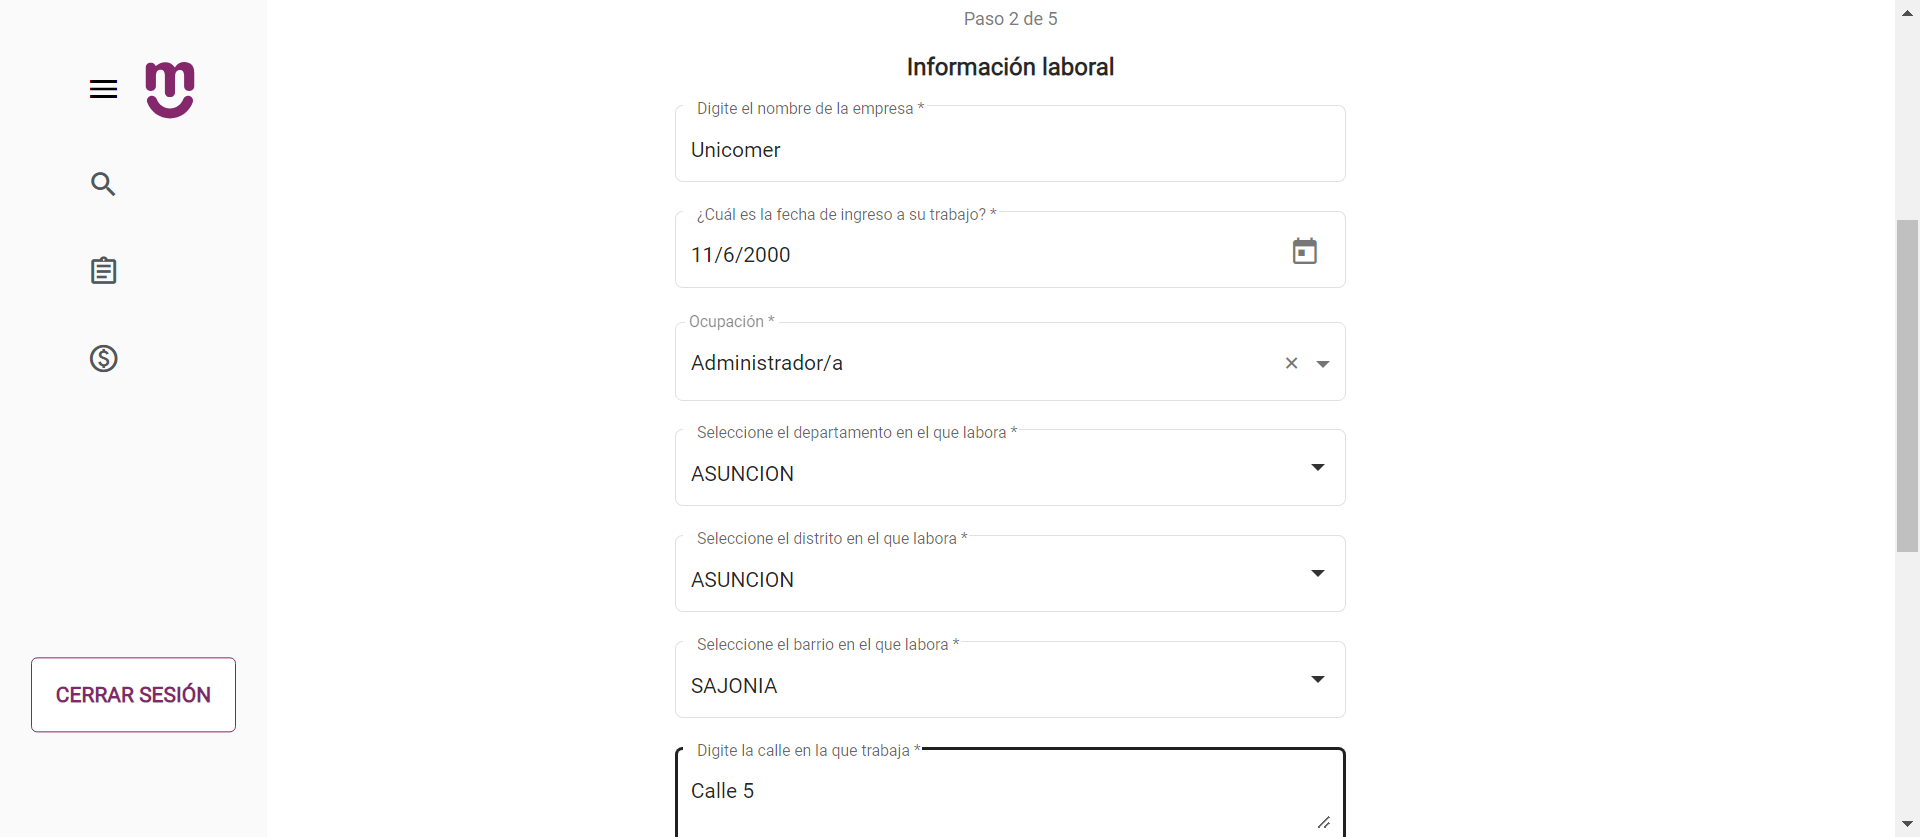 Paso 2 de 5
Información laboral
Digite el nombre de la empresa *
Unicomer
¿Cuál es la fecha de ingreso a su trabajo? *
11/6/2000
Ocupación *
Administrador/a
Seleccione el departamento en el que labora *
ASUNCION
Seleccione el distrito en el que labora *
ASUNCION
Seleccione el barrio en el que labora *
SAJONIA
CERRAR SESIÓN
Digite la calle en la que trabaja *
Calle 5